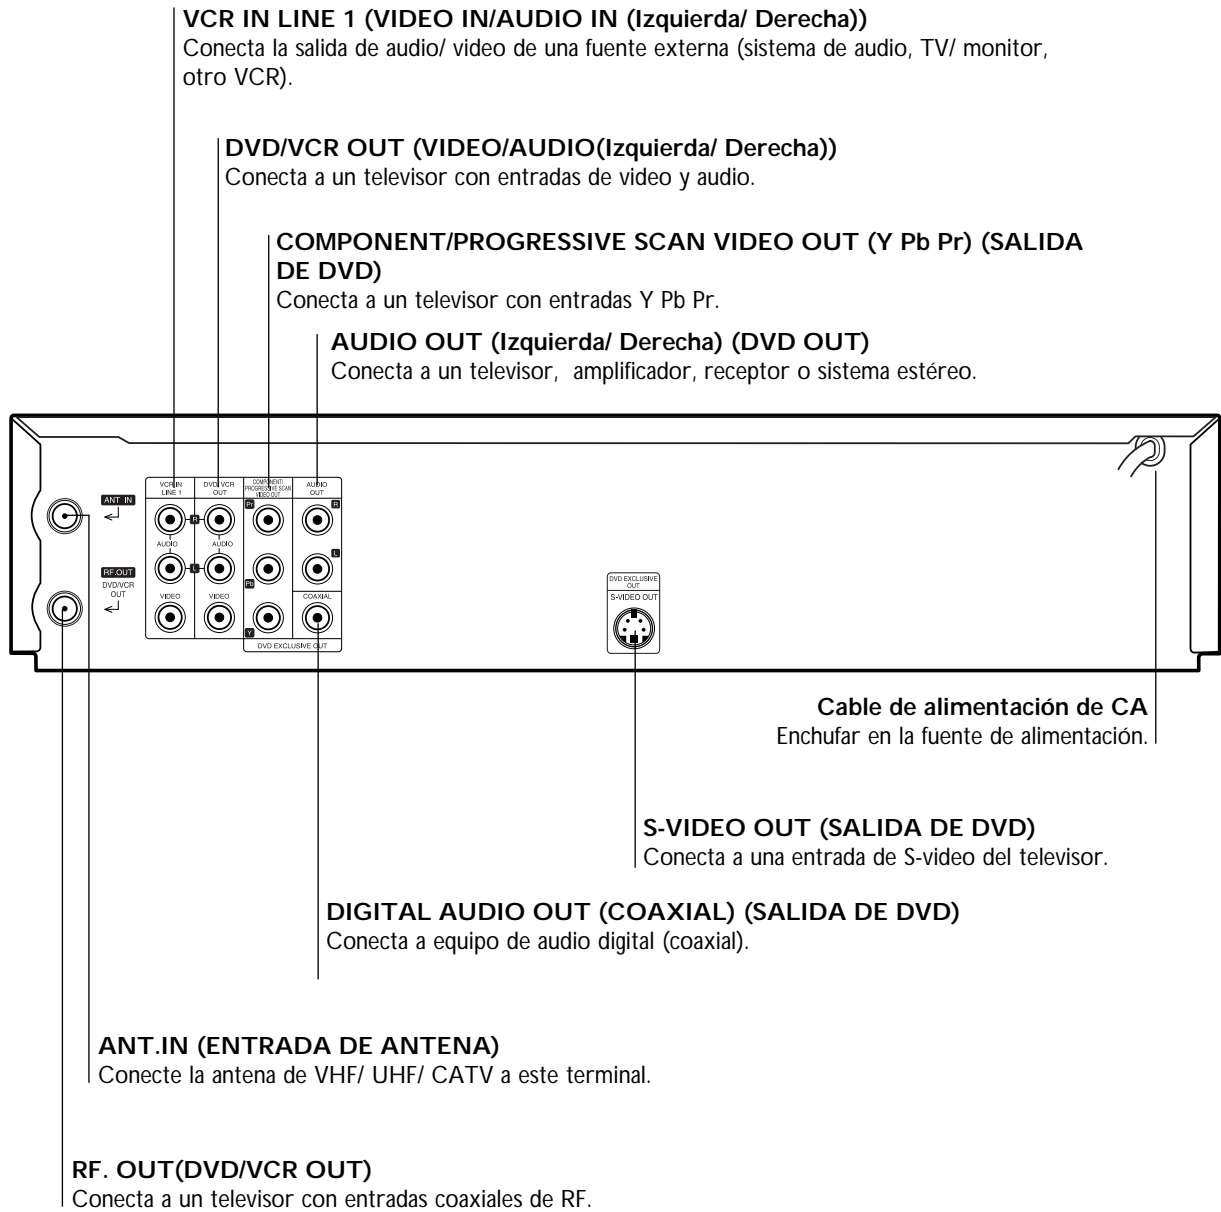 VCR IN LINE 1 (VIDEO IN/AUDIO IN (Izquierda/ Derecha))
Conecta la salida de audio/ video de una fuente externa (sistema de audio, TV/ monitor,
otro VCR).
DVD/VCR OUT (VIDEO/AUDIO(Izquierda/ Derecha))
Conecta a un televisor con entradas de video y audio.
COMPONENT/PROGRESSIVE SCAN VIDEO OUT (Y Pb Pr) (SALIDA
DE DVD)
Conecta a un televisor con entradas Y Pb Pr.
AUDIO OUT (Izquierda/ Derecha) (DVD OUT)
Conecta a un televisor, amplificador, receptor o sistema estéreo.
ANT IN
RF.OUT
DVD/VCR
OUT
VCR IN
LINE 1
DVD/VCR
OUT
COMPONENT/
PROGRESSIVE SCAN
VIDEO OUT
AUDIO
OUT
R
Pr
R
AUDIO
AUDIO
L
Pb
L
VIDEO
VIDEO
Y
COAXIAL
DVD EXCLUSIVE OUT
DVD EXCLUSIVE
OUT
S-VIDEO OUT
Cable de alimentación de CA
Enchufar en la fuente de alimentación.
S-VIDEO OUT (SALIDA DE DVD)
Conecta a una entrada de S-video del televisor.
DIGITAL AUDIO OUT (COAXIAL) (SALIDA DE DVD)
Conecta a equipo de audio digital (coaxial).
ANT.IN (ENTRADA DE ANTENA)
Conecte la antena de VHF/ UHF/ CATV a este terminal.
RF. OUT(DVD/VCR OUT)
Conecta a un televisor con entradas coaxiales de RF.